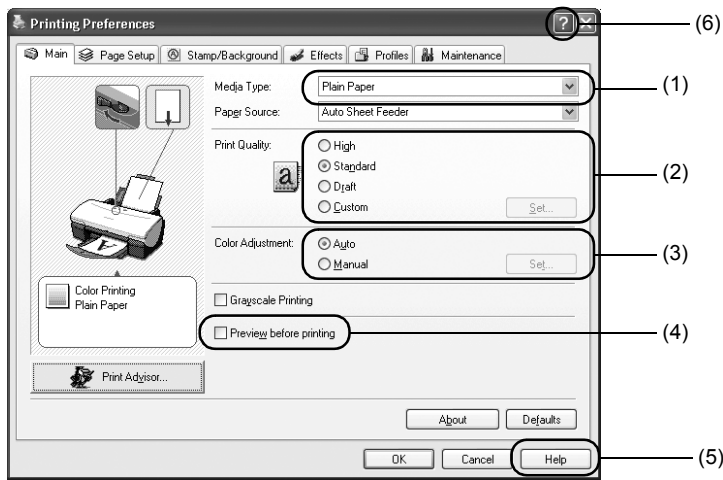 Printing Preferences
?
(6)
Main Page Setup Stamp/Background Effects Profiles Maintenance
Media Type: Plain Paper
(1)
Paper Source: Auto Sheet Feeder
Print Quality: High
Standard
a
(2)
Draft
Custom Set...
Color Adjustment: Auto
(3)
Manual Set...
Color Printing
Plain Paper
Grayscale Printing
Preview before printing
(4)
Print Advisor...
About Defaults
OK Cancel Help
(5)